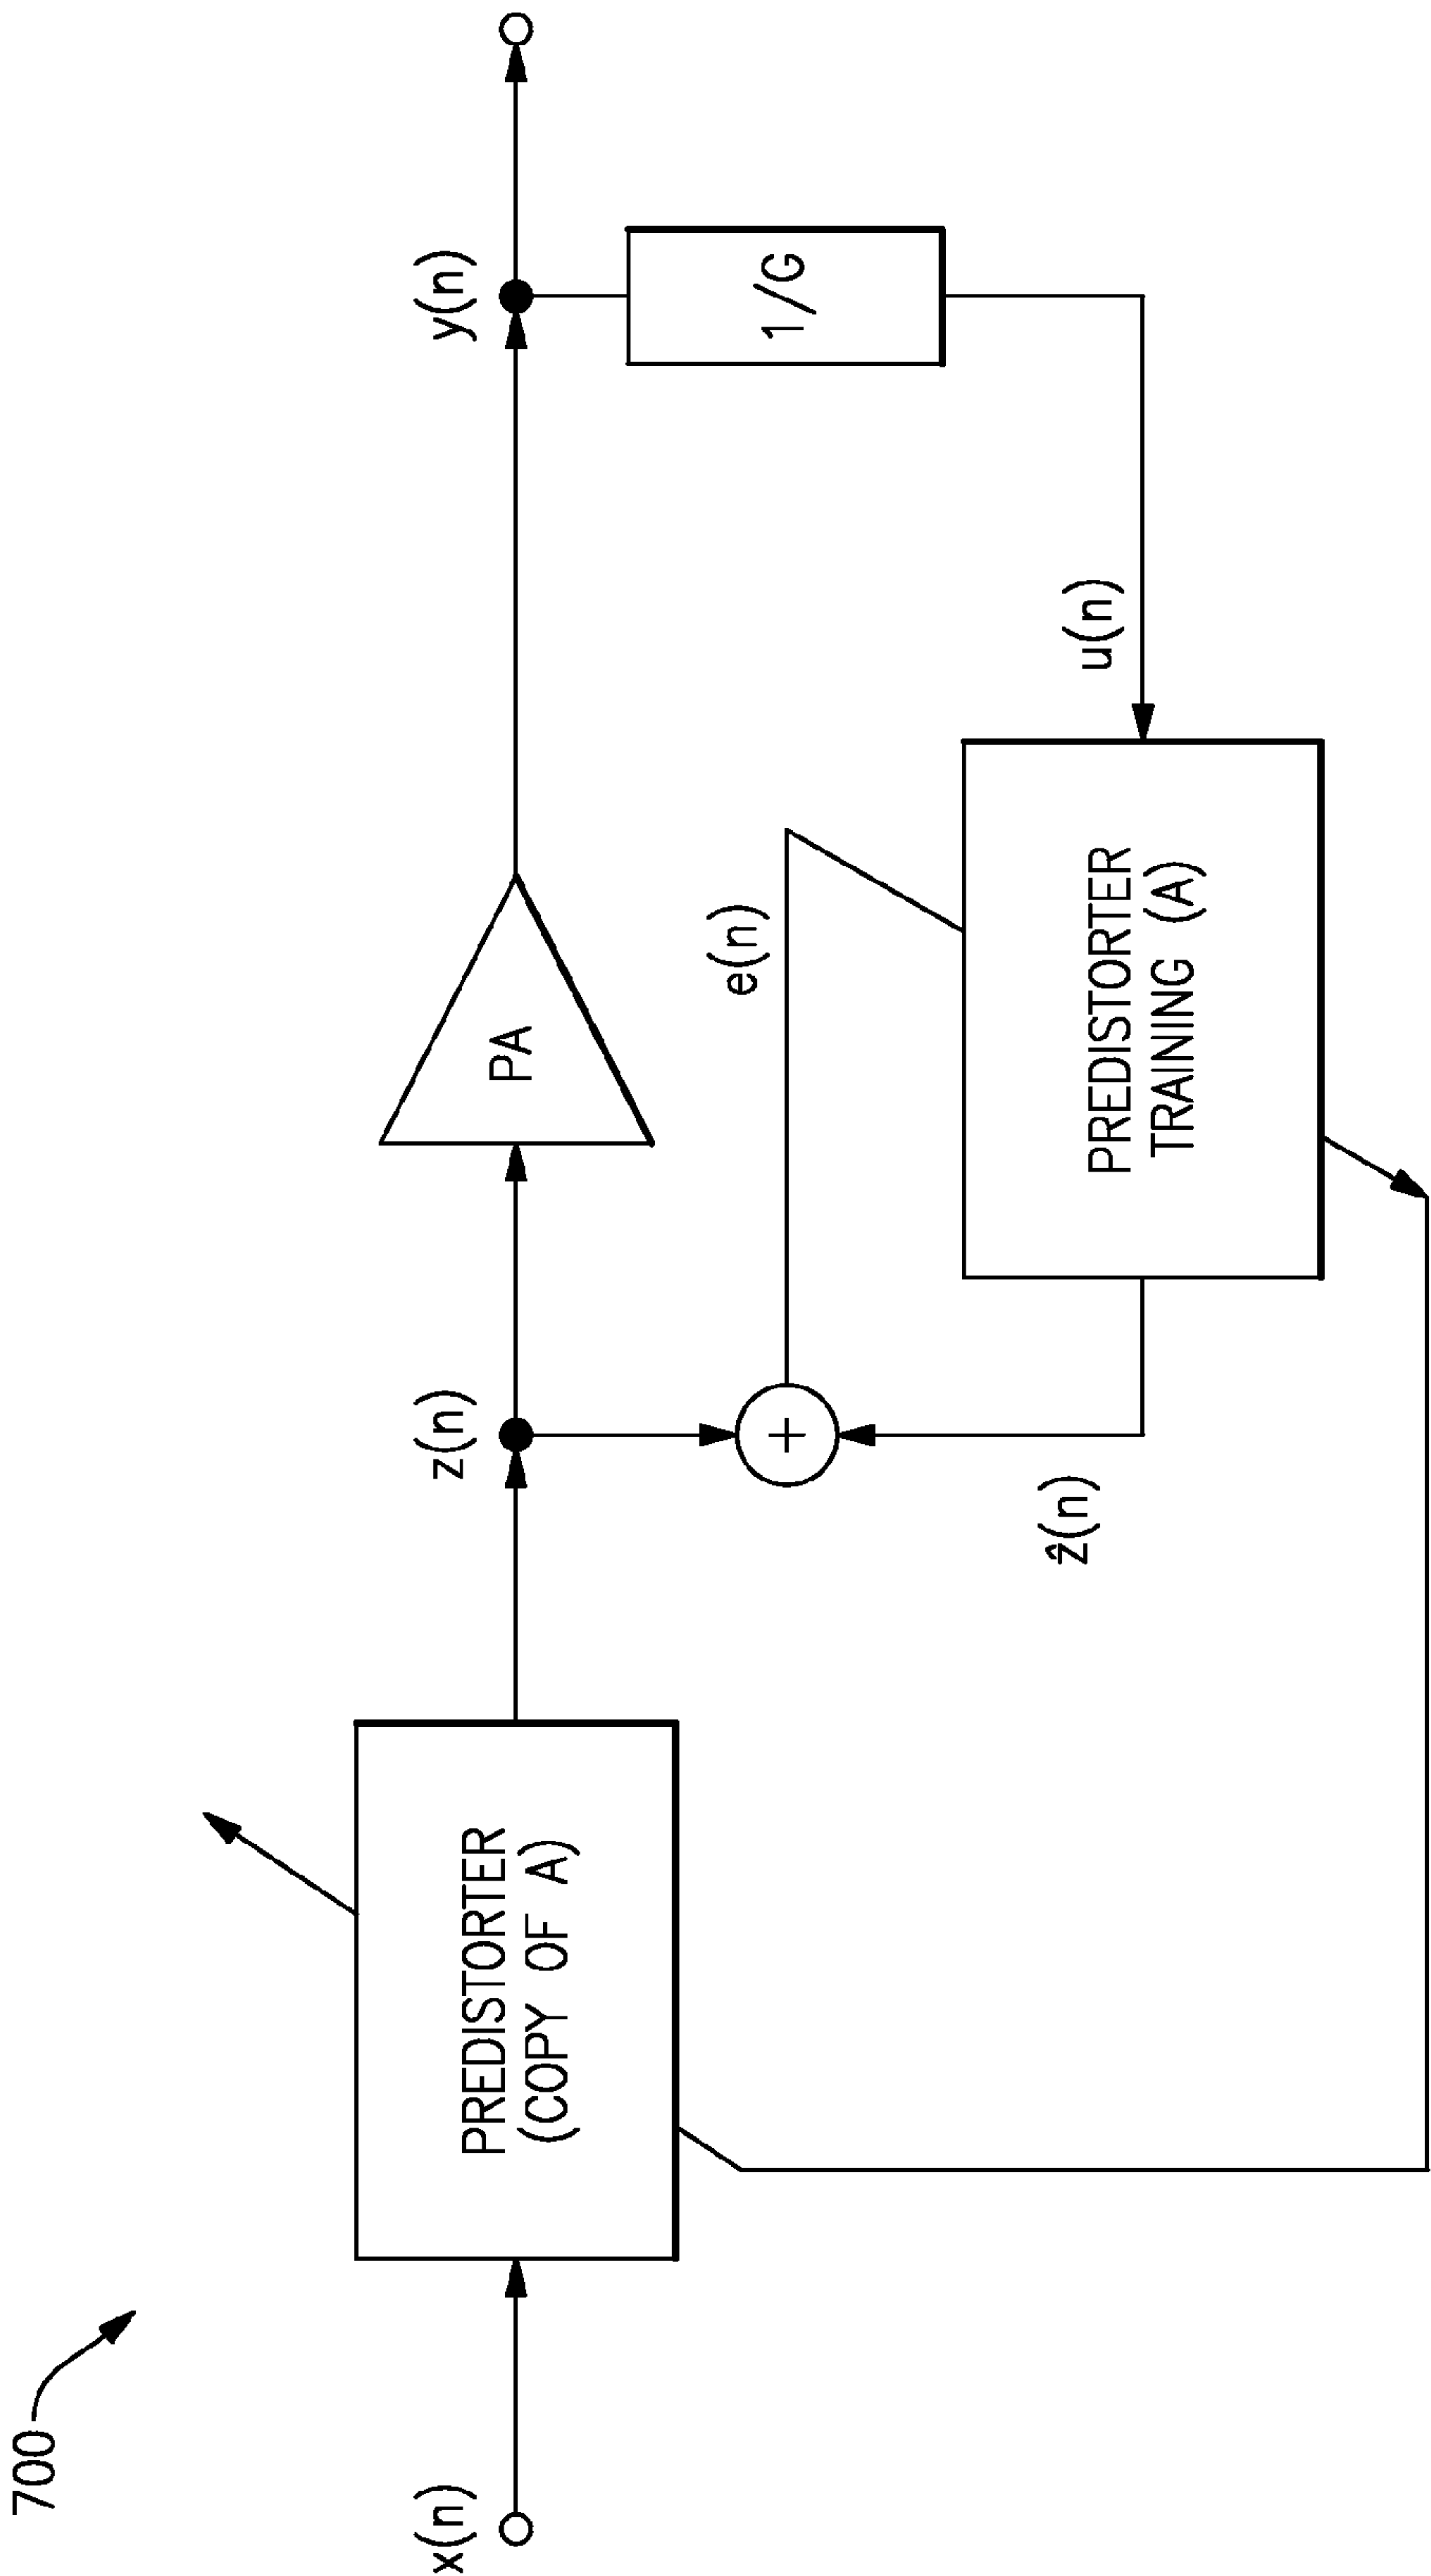 700
x(n)
PREDISTORTER
(COPY OF A)
z(n)
PA
y(n)
1/G
u(n)
e(n)
PREDISTORTER
TRAINING (A)
ẑ(n)
+